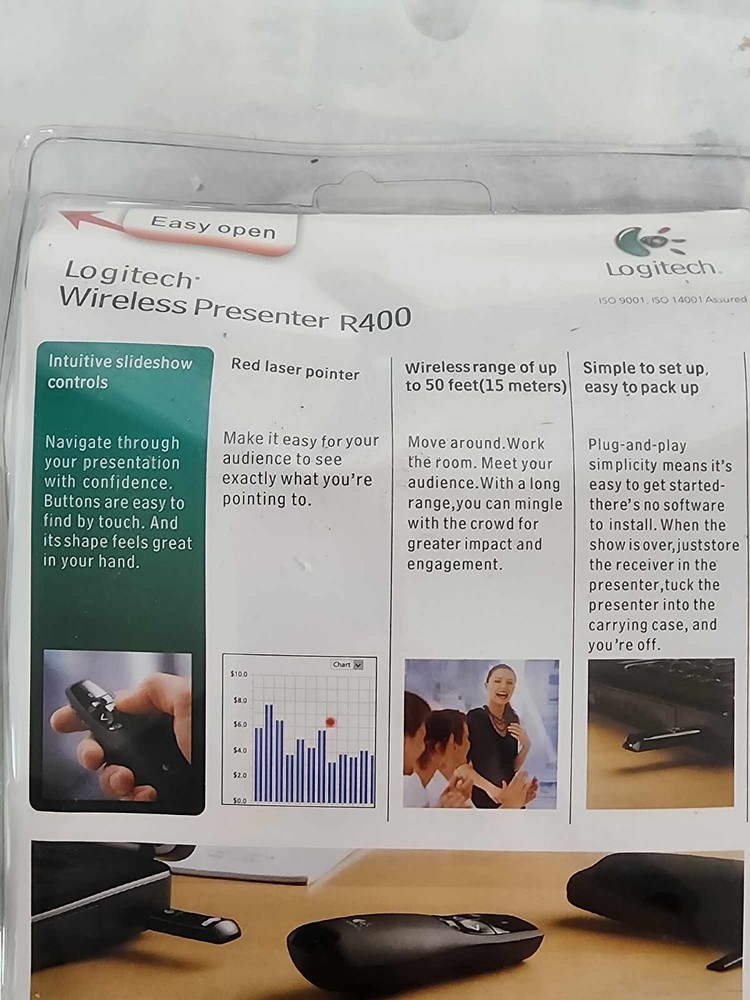 Easy open
Logitech
Wireless Presenter R400
Logitech
ISO 9001, ISO 14001 Assured
Intuitive slideshow
controls
Navigate through
your presentation
with confidence.
Buttons are easy to
find by touch. And
its shape feels great
in your hand.
Red laser pointer
Make it easy for your
audience to see
exactly what you're
pointing to.
Chart
$10.0
$8.0
$6.0
$4.0
$2.0
$0.0
Wireless range of up
to 50 feet(15 meters)
Move around.Work
the room. Meet your
audience.With a long
range,you can mingle
with the crowd for
greater impact and
engagement.
Simple to set up,
easy to pack up
Plug-and-play
simplicity means it's
easy to get started-
there's no software
to install. When the
show is over,just store
the receiver in the
presenter,tuck the
presenter into the
carrying case, and
you're off.